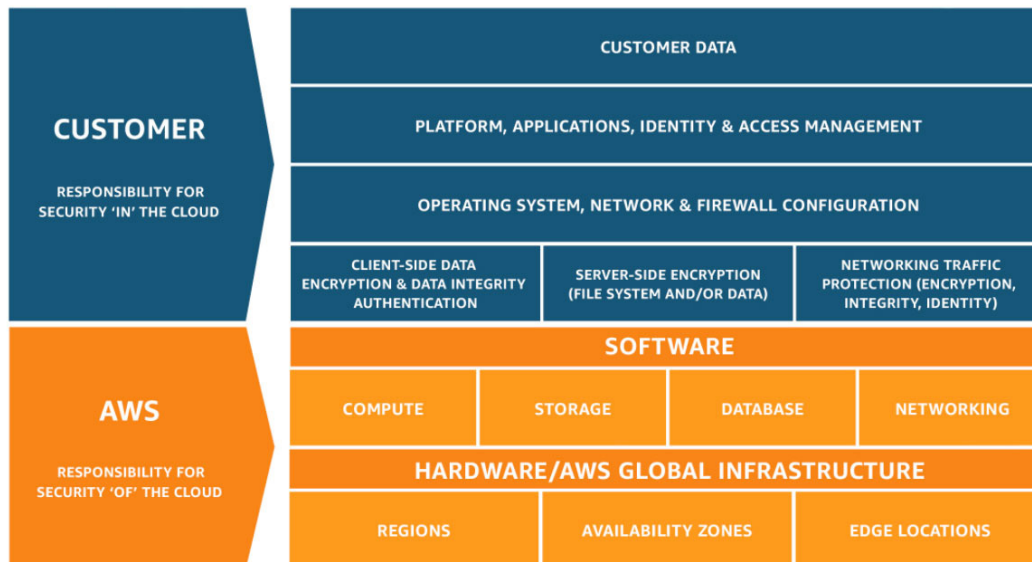 CUSTOMER
RESPONSIBILITY FOR
SECURITY ‘IN’ THE CLOUD
CUSTOMER DATA
PLATFORM, APPLICATIONS, IDENTITY & ACCESS MANAGEMENT
OPERATING SYSTEM, NETWORK & FIREWALL CONFIGURATION
CLIENT-SIDE DATA
ENCRYPTION & DATA INTEGRITY
AUTHENTICATION
SERVER-SIDE ENCRYPTION
(FILE SYSTEM AND/OR DATA)
NETWORKING TRAFFIC
PROTECTION (ENCRYPTION,
INTEGRITY, IDENTITY)
AWS
RESPONSIBILITY FOR
SECURITY ‘OF’ THE CLOUD
SOFTWARE
COMPUTE
STORAGE
DATABASE
NETWORKING
HARDWARE/AWS GLOBAL INFRASTRUCTURE
REGIONS
AVAILABILITY ZONES
EDGE LOCATIONS